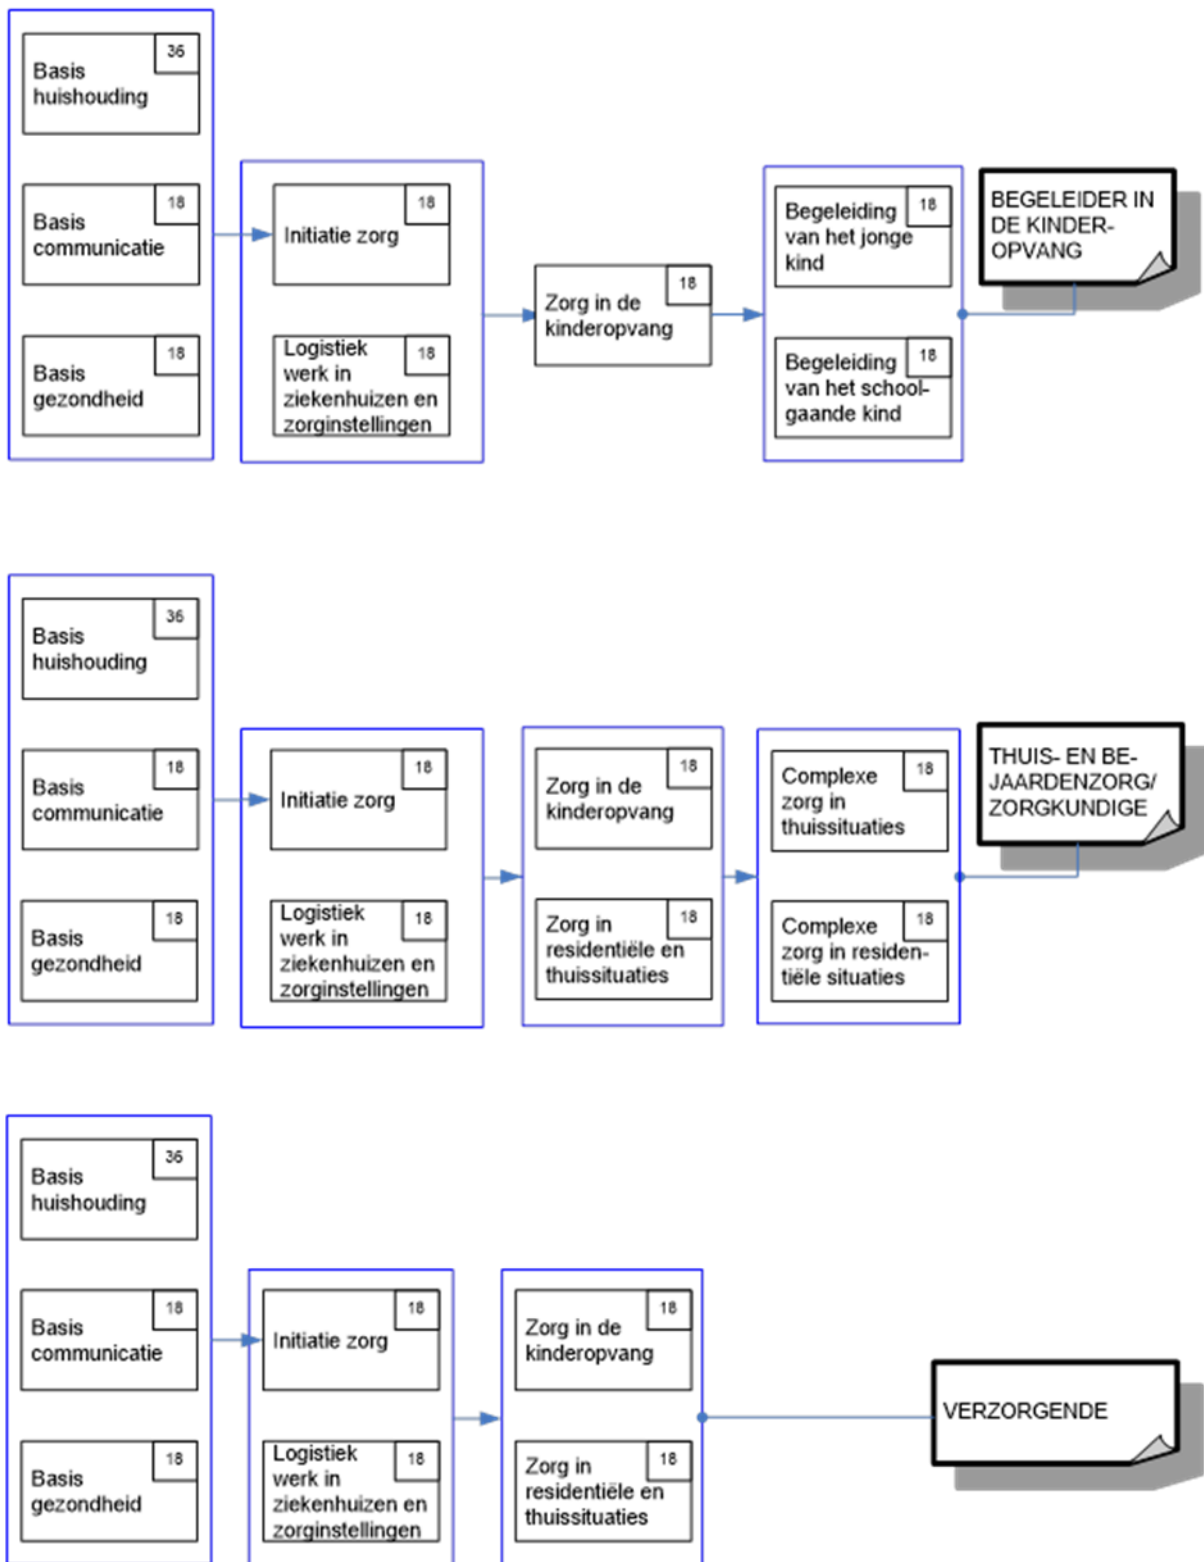 36
Basis
huishouding
18
Basis
communicatie
18
Basis
gezondheid
18
Initiatie zorg
18
Logistiek
werk in
ziekenhuizen en
zorginstellingen
18
Zorg in de
kinderopvang
18
Begeleiding
van het jonge
kind
18
Begeleiding
van het school-
gaande kind
BEGELEIDER IN
DE KINDER-
OPVANG
36
Basis
huishouding
18
Basis
communicatie
18
Basis
gezondheid
18
Initiatie zorg
18
Logistiek
werk in
ziekenhuizen en
zorginstellingen
18
Zorg in de
kinderopvang
18
Zorg in
residentiële en
thuissituaties
18
Complexe
zorg in
thuissituaties
18
Complexe
zorg in residen-
tiële situaties
THUIS- EN BE-
JAARDENZORG/
ZORGKUNDIGE
36
Basis
huishouding
18
Basis
communicatie
18
Basis
gezondheid
18
Initiatie zorg
18
Logistiek
werk in
ziekenhuizen en
zorginstellingen
18
Zorg in de
kinderopvang
18
Zorg in
residentiële en
thuissituaties
VERZORGENDE